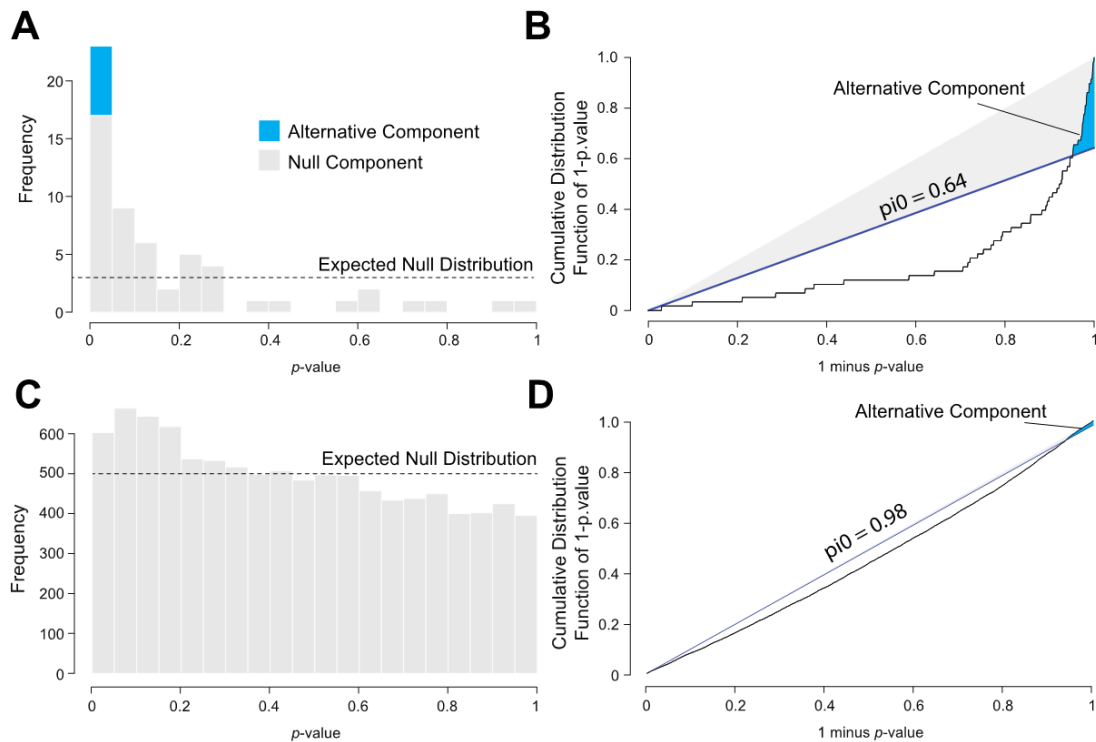 A
Frequency
20
15
10
5
0
Alternative Component
Null Component
Expected Null Distribution
0
0.2
0.4
0.6
0.8
1
p-value
B
Cumulative Distribution
Function of 1-p.value
1.0
0.8
0.6
0.4
0.2
0
Alternative Component
pi0 = 0.64
0
0.2
0.4
0.6
0.8
1
1 minus p-value
C
Frequency
600
500
400
300
200
100
0
Expected Null Distribution
0
0.2
0.4
0.6
0.8
1
p-value
D
Cumulative Distribution
Function of 1-p.value
1.0
0.8
0.6
0.4
0.2
0
Alternative Component
pi0 = 0.98
0
0.2
0.4
0.6
0.8
1
1 minus p-value